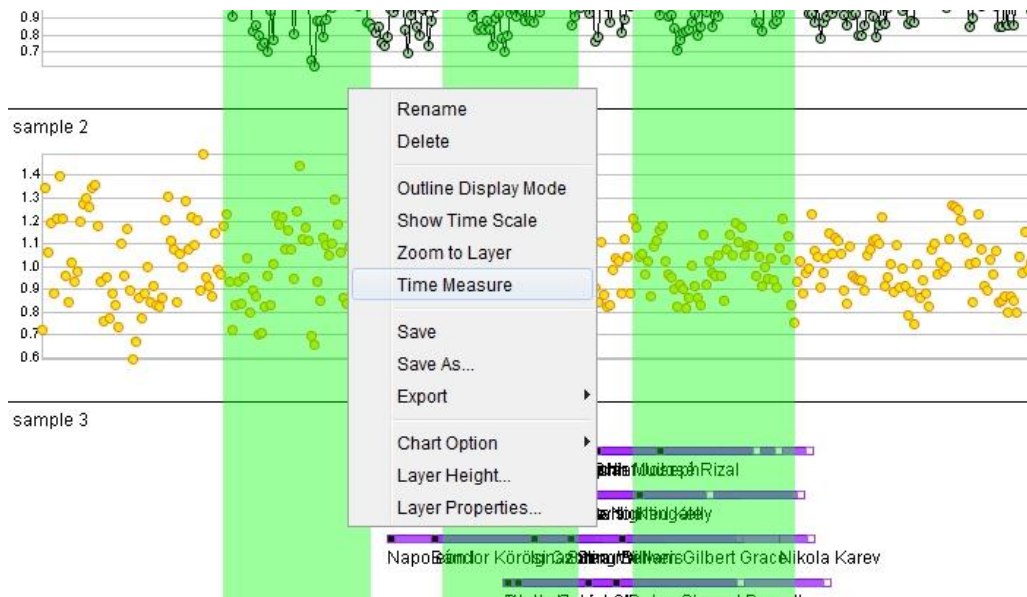 0.9
0.8
0.7
sample 2
1.4
1.3
1.2
1.1
1.0
0.9
0.8
0.7
0.6
Rename
Delete
Outline Display Mode
Show Time Scale
Zoom to Layer
Time Measure
Save
Save As...
Export
Chart Option
Layer Height...
Layer Properties...
sample 3
Rizal
Gilbert Grace Nikola Karev